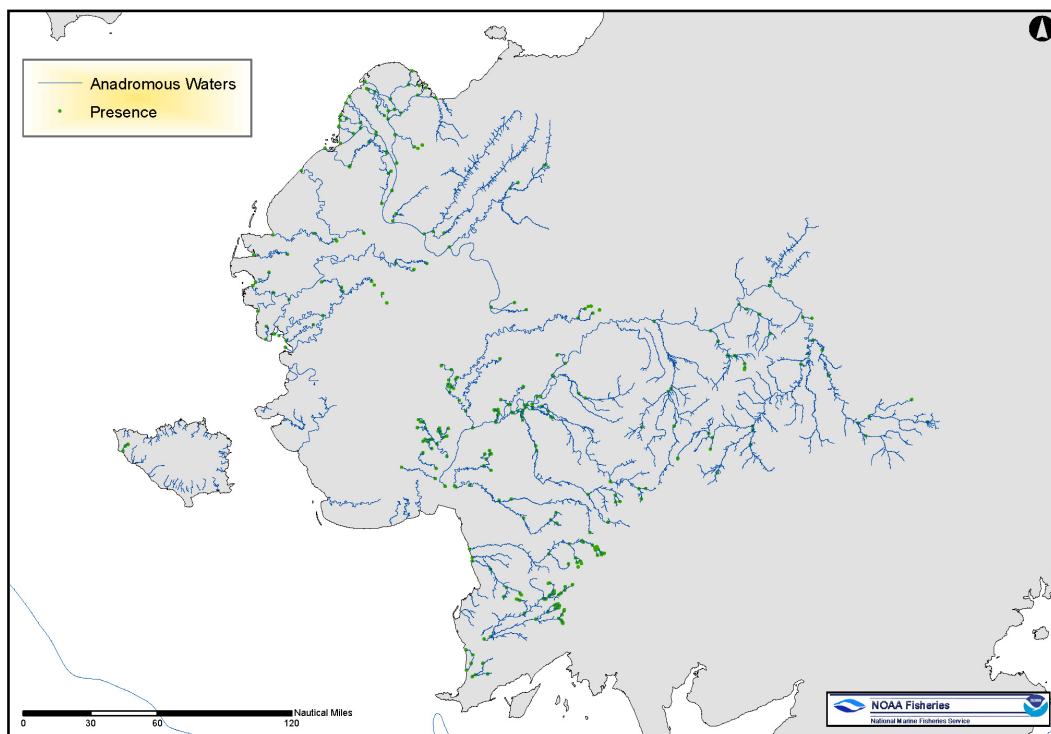 Anadromous Waters
Presence
Nautical Miles
0 30 60 120
NOAA Fisheries
National Marine Fisheries Service